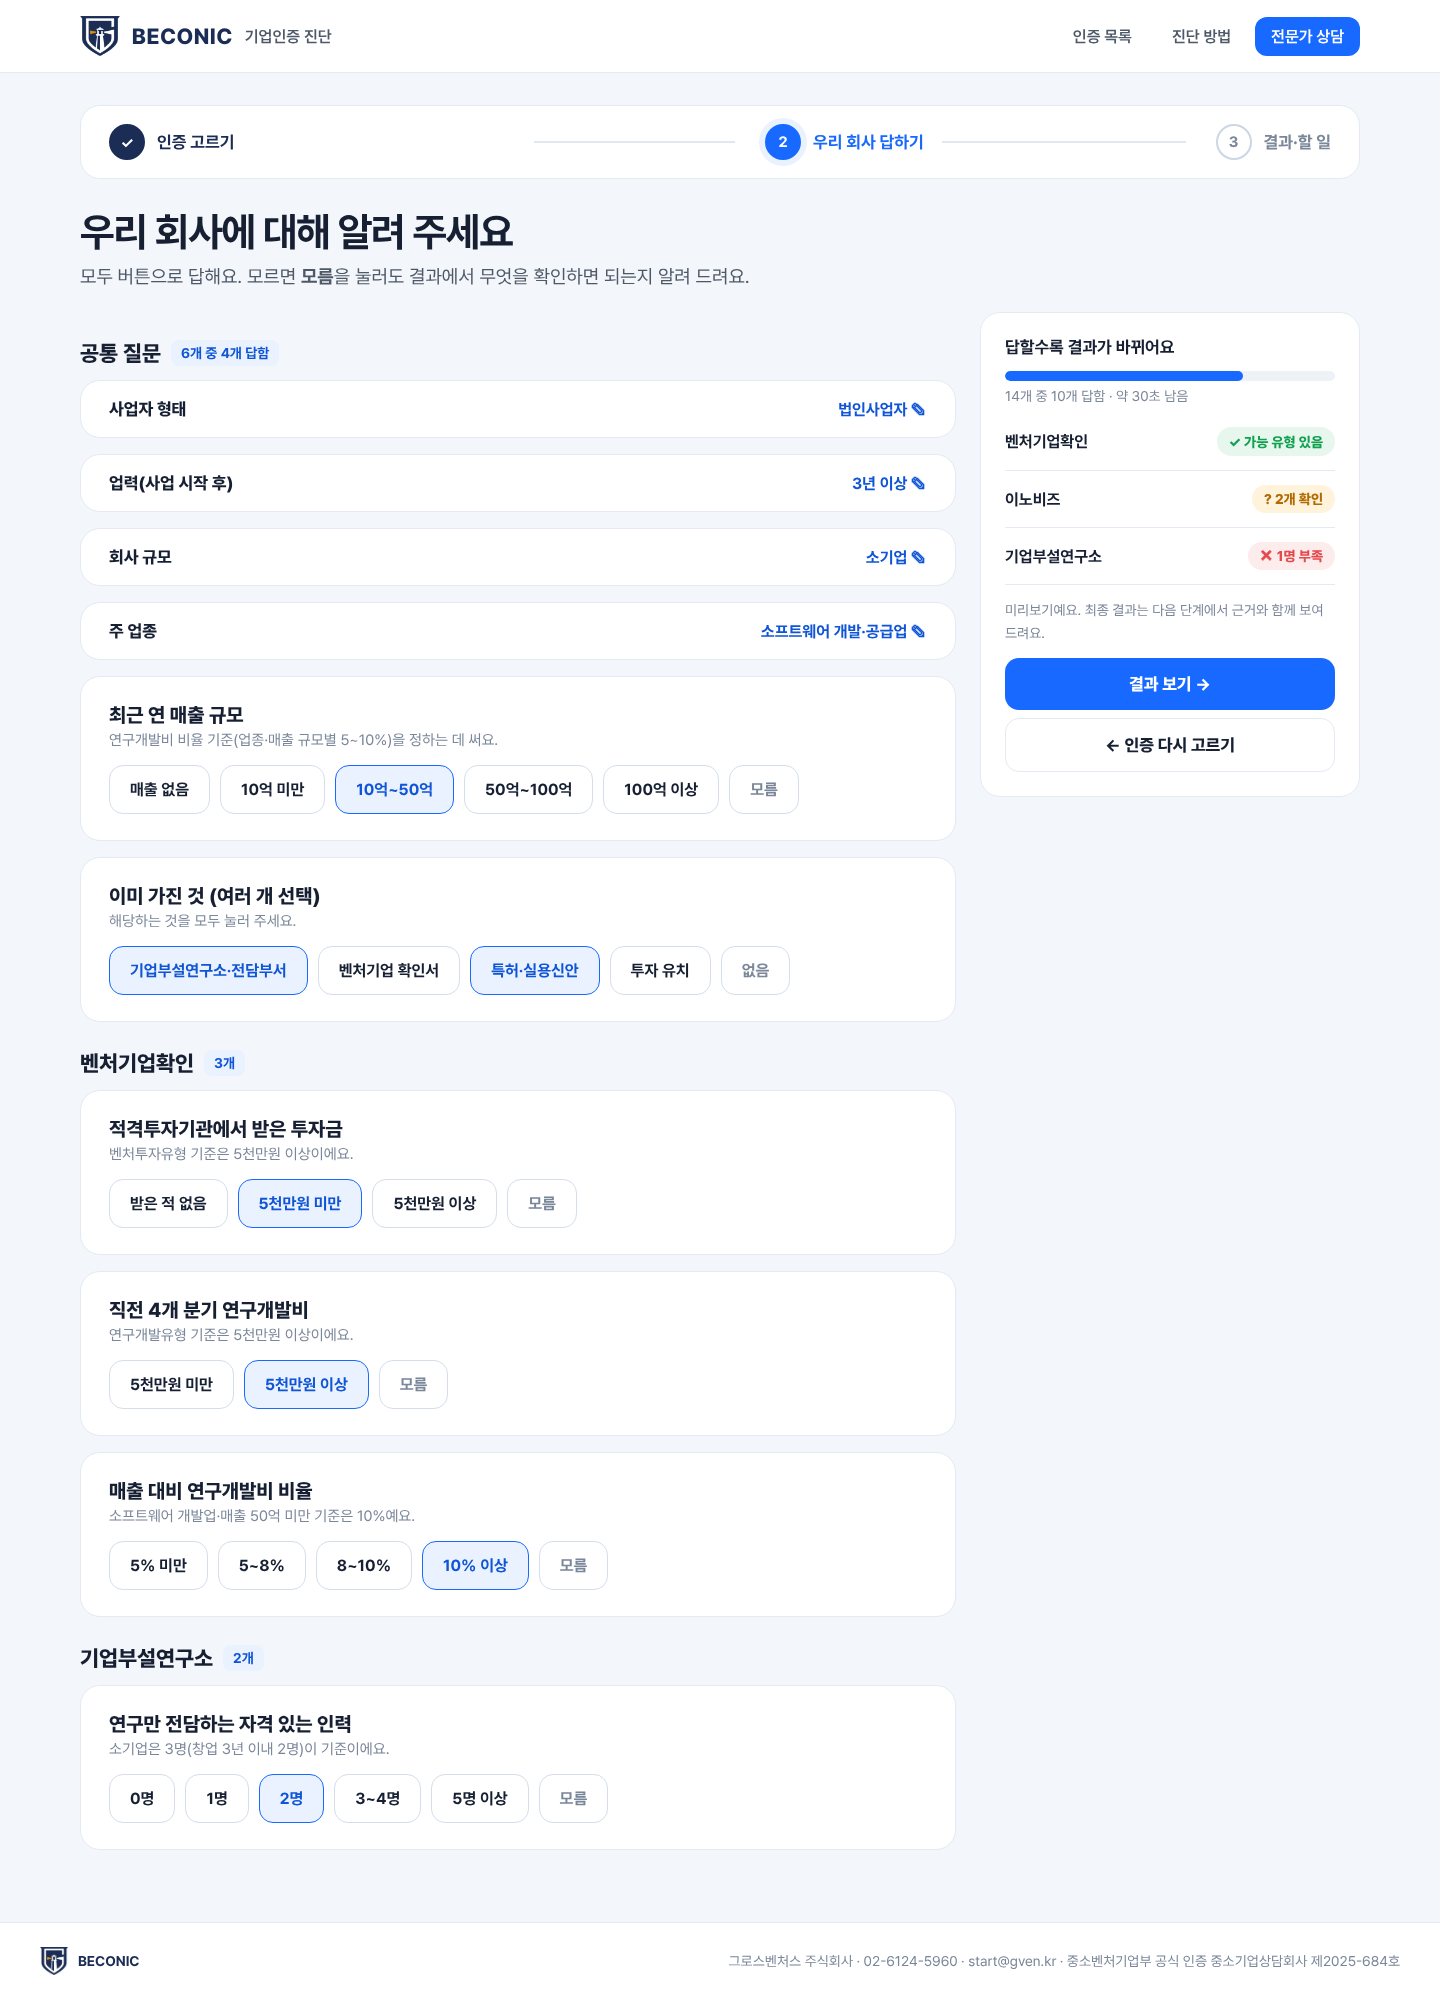 BECONIC 기업인증 진단
인증 목록
진단 방법
전문가 상담
✓ 인증 고르기
2 우리 회사 답하기
3 결과·할 일
우리 회사에 대해 알려 주세요
모두 버튼으로 답해요. 모르면 모름을 눌러도 결과에서 무엇을 확인하면 되는지 알려 드려요.
공통 질문 6개 중 4개 답함
사업자 형태 법인사업자 ✎
업력(사업 시작 후) 3년 이상 ✎
회사 규모 소기업 ✎
주 업종 소프트웨어 개발·공급업 ✎
최근 연 매출 규모
연구개발비 비율 기준(업종·매출 규모별 5~10%)을 정하는 데 써요.
매출 없음 10억 미만 10억~50억 50억~100억 100억 이상 모름
이미 가진 것 (여러 개 선택)
해당하는 것을 모두 눌러 주세요.
기업부설연구소·전담부서 벤처기업 확인서 특허·실용신안 투자 유치 없음
벤처기업확인 3개
적격투자기관에서 받은 투자금
벤처투자유형 기준은 5천만원 이상이에요.
받은 적 없음 5천만원 미만 5천만원 이상 모름
직전 4개 분기 연구개발비
연구개발유형 기준은 5천만원 이상이에요.
5천만원 미만 5천만원 이상 모름
매출 대비 연구개발비 비율
소프트웨어 개발업·매출 50억 미만 기준은 10%예요.
5% 미만 5~8% 8~10% 10% 이상 모름
기업부설연구소 2개
연구만 전담하는 자격 있는 인력
소기업은 3명(창업 3년 이내 2명)이 기준이에요.
0명 1명 2명 3~4명 5명 이상 모름
답할수록 결과가 바뀌어요
14개 중 10개 답함 · 약 30초 남음
벤처기업확인 ✓ 가능 유형 있음
이노비즈 ? 2개 확인
기업부설연구소 ✕ 1명 부족
미리보기예요. 최종 결과는 다음 단계에서 근거와 함께 보여
드려요.
결과 보기 →
← 인증 다시 고르기
BECONIC
그로스벤처스 주식회사 · 02-6124-5960 · start@gven.kr · 중소벤처기업부 공식 인증 중소기업상담회사 제2025-684호